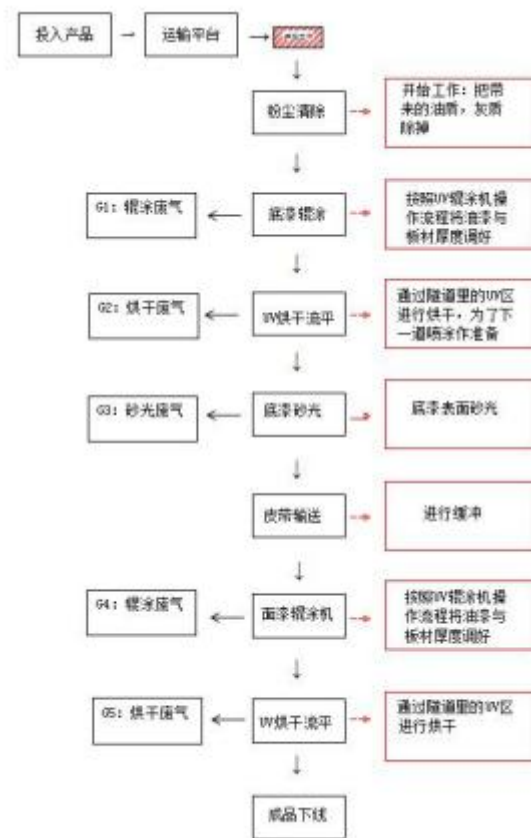 投入产品
运输平台
粉尘清除
开始工作：把带
来的油质，灰质
除掉
G1：辊涂废气
底漆辊涂
按照UV辊涂机操
作流程将油漆与
板材厚度调好
G2：烘干废气
UV烘干流平
通过隧道里的UV区
进行烘干，为了下
一道喷涂作准备
G3：砂光废气
底漆砂光
底漆表面砂光
皮带输送
进行缓冲
G4：辊涂废气
面漆辊涂机
按照UV辊涂机操
作流程将油漆与
板材厚度调好
G5：烘干废气
UV烘干流平
通过隧道里的UV区
进行烘干
成品下线